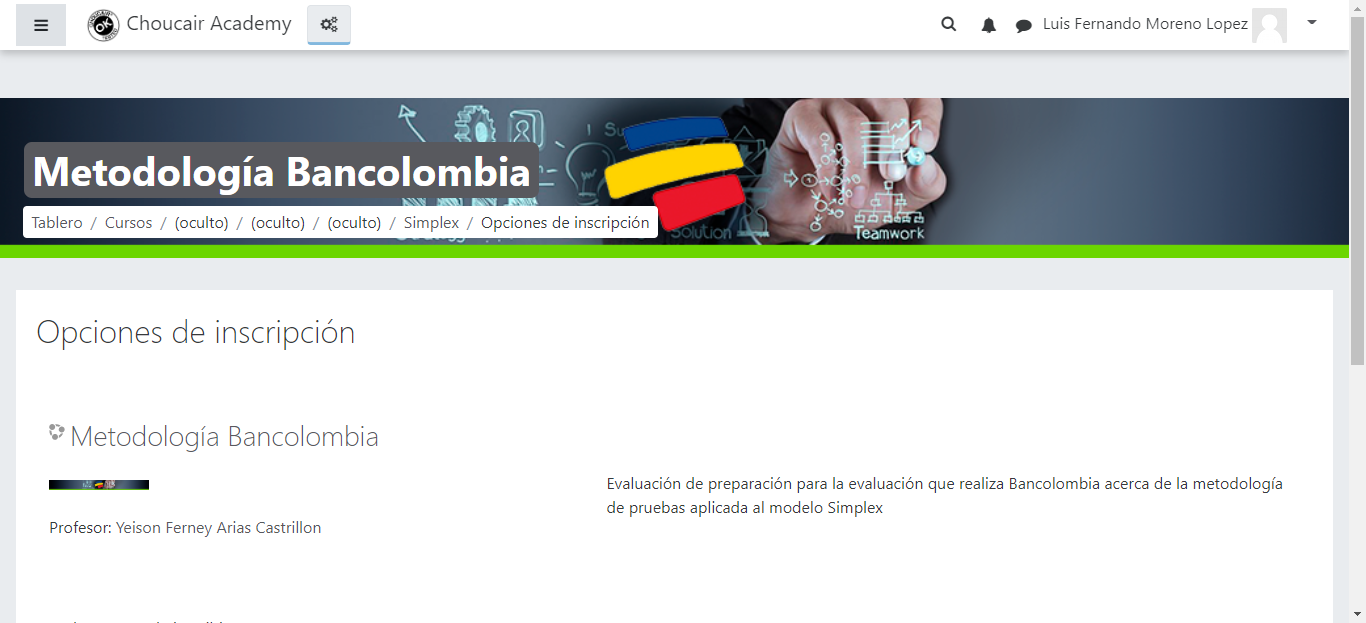 Choucair Academy
Luis Fernando Moreno Lopez
Metodología Bancolombia
Tablero / Cursos / (oculto) / (oculto) / (oculto) / Simplex / Opciones de inscripción
Solution
Teamwork
Opciones de inscripción
Metodología Bancolombia
Evaluación de preparación para la evaluación que realiza Bancolombia acerca de la metodología
de pruebas aplicada al modelo Simplex
Profesor: Yeison Ferney Arias Castrillon